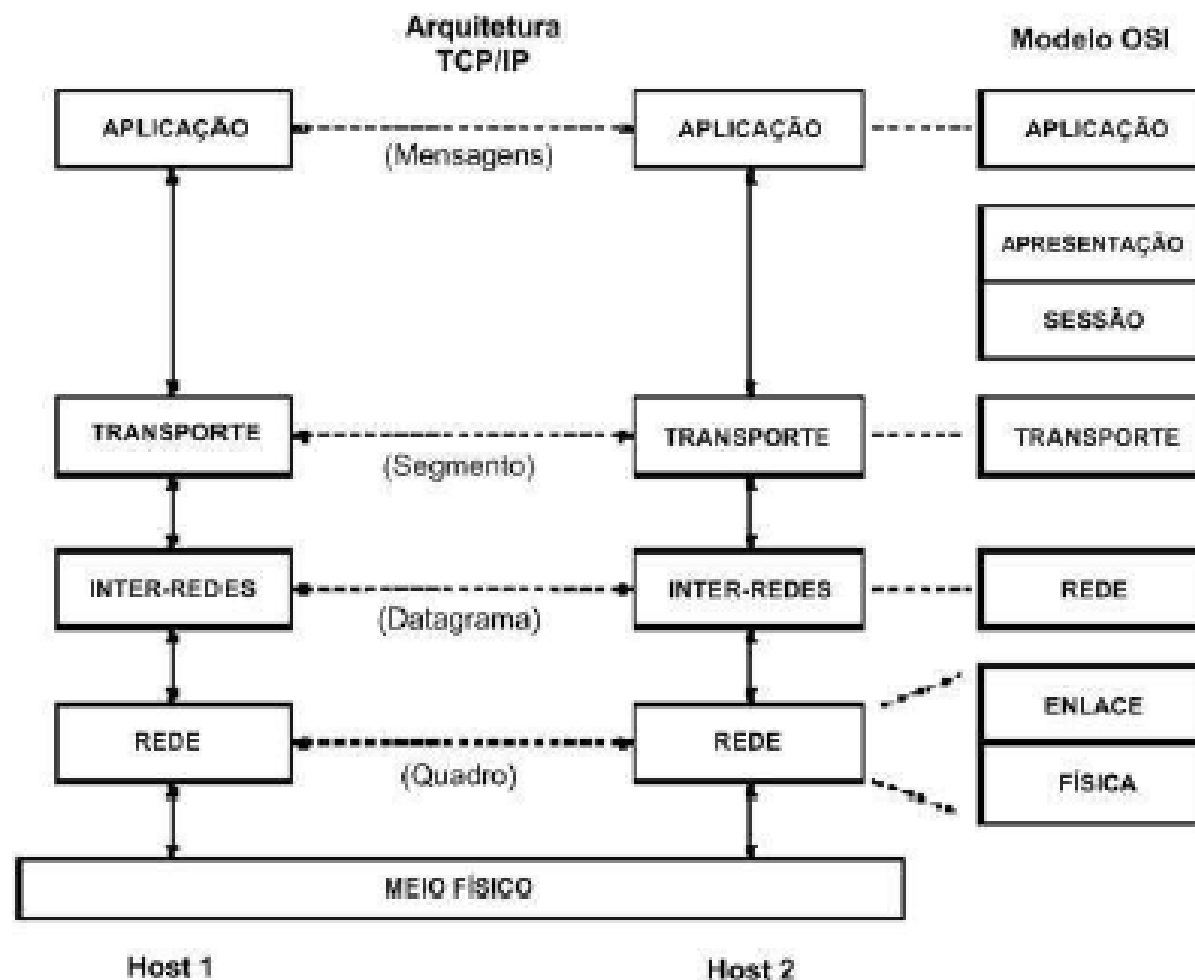 Arquitetura
TCP/IP
Modelo OSI
APLICAÇÃO
(Mensagens)
APLICAÇÃO
APLICAÇÃO
APRESENTAÇÃO
SESSÃO
TRANSPORTE
(Segmento)
TRANSPORTE
TRANSPORTE
INTER-REDES
(Datagrama)
INTER-REDES
REDE
REDE
(Quadro)
REDE
ENLACE
FÍSICA
MEIO FÍSICO
Host 1
Host 2